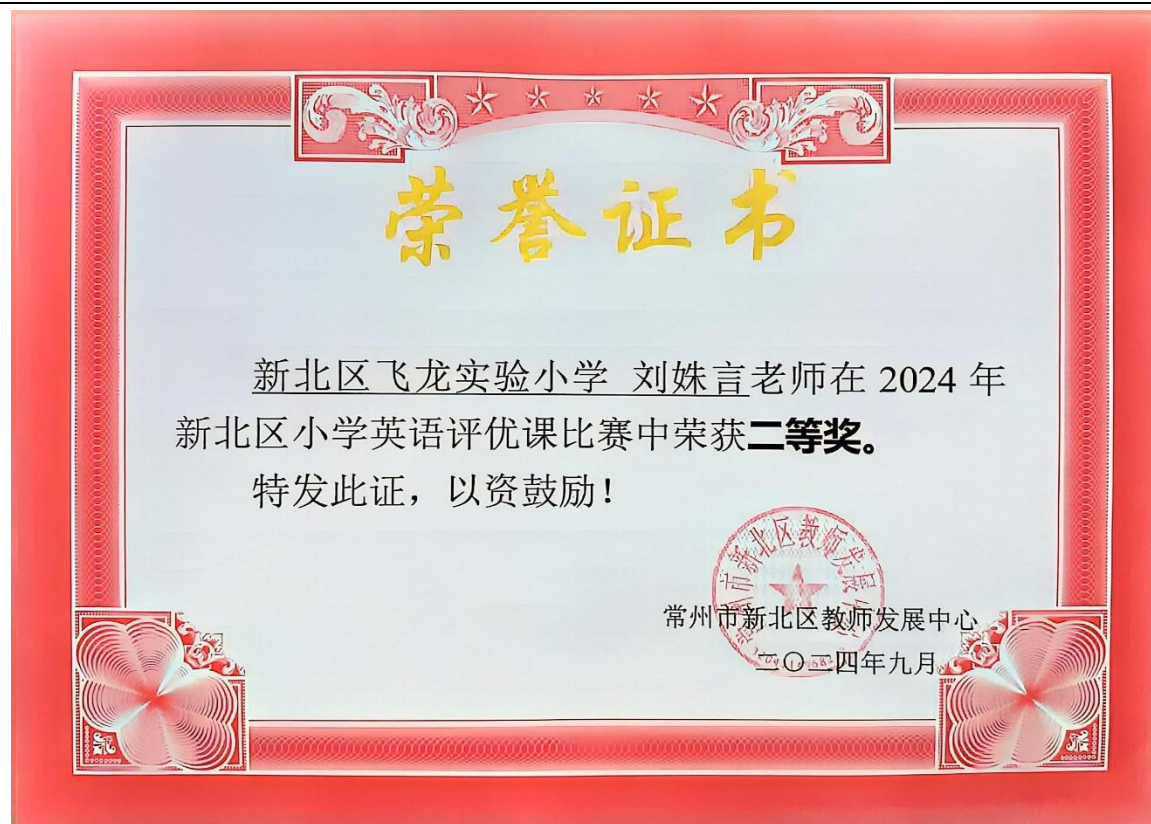 荣誉证书
新北区飞龙实验小学 刘姝言老师在 2024 年
新北区小学英语评优课比赛中荣获二等奖。
特发此证，以资鼓励！
常州市新北区教师发展中心
二〇二四年九月